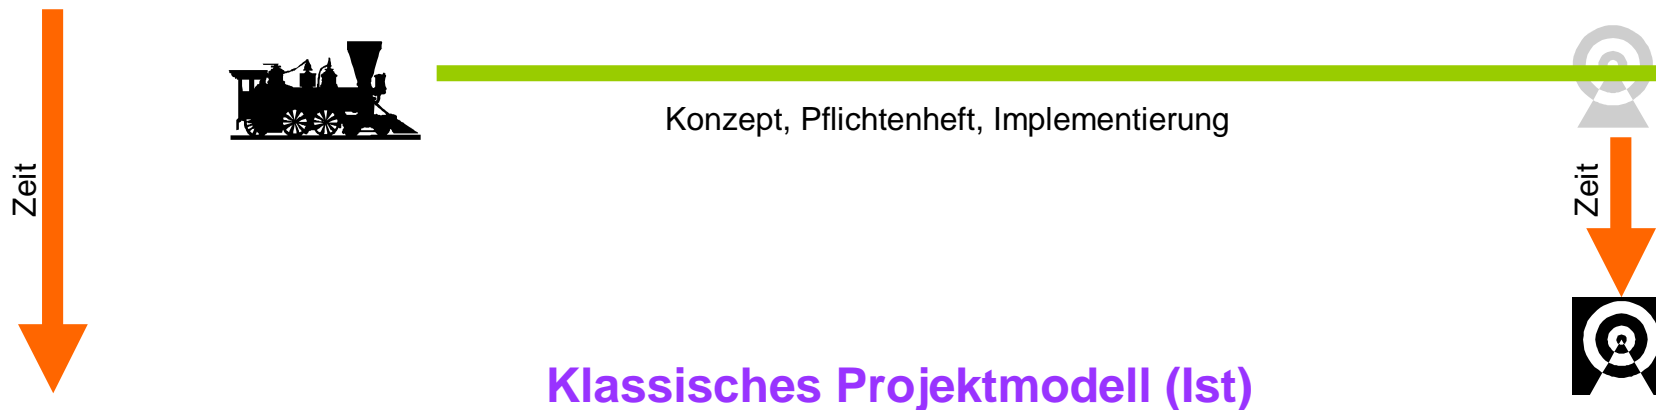 Konzept, Pflichtenheft, Implementierung
Zeit
Zeit
Klassisches Projektmodell (Ist)